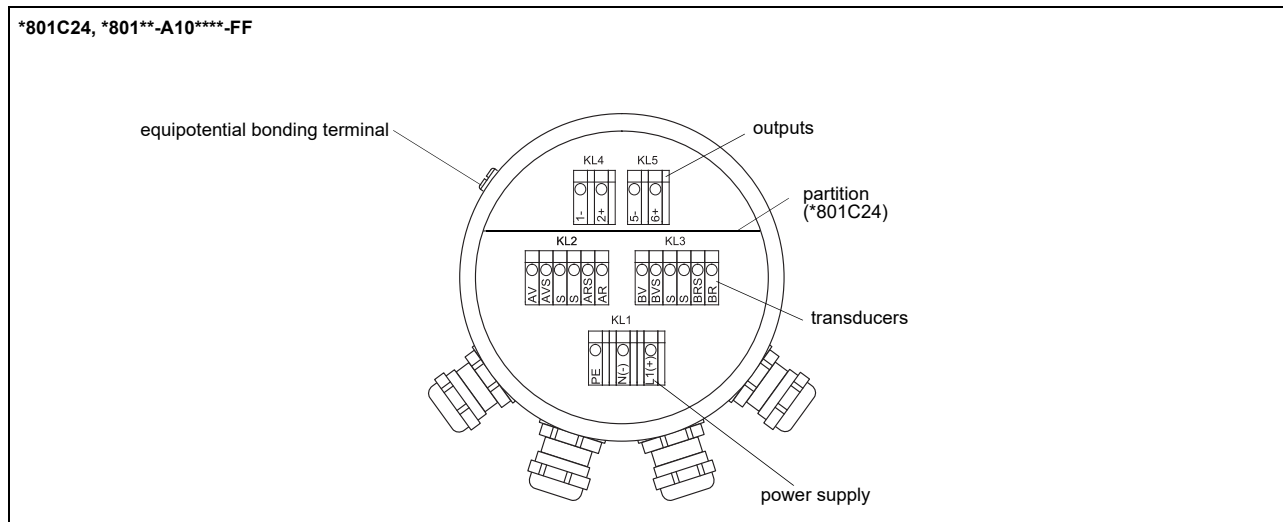 *801C24, *801**-A10****-FF
equipotential bonding terminal
outputs
KL4 KL5
1- 2+ 5- 6+
partition
(*801C24)
KL2 KL3
AV AVS S S ARS AR BV BVS S S BRS BR
transducers
KL1
PE N(-) L1(+)
power supply